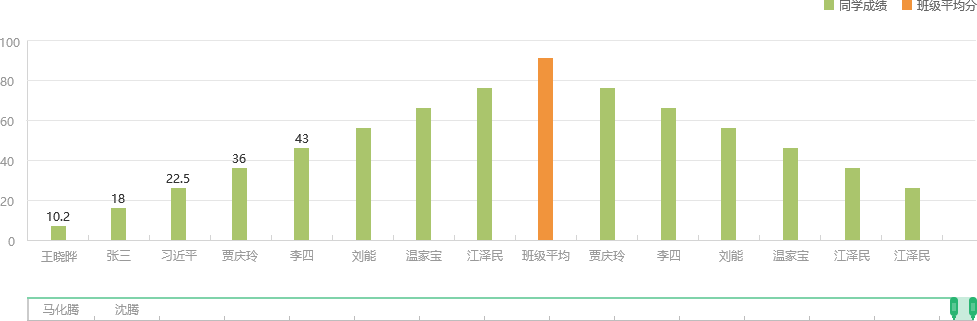 同学成绩 班级平均分
100
80
60
40
20
0
10.2 18 22.5 36 43
王晓晔 张三 习近平 贾庆玲 李四 刘能 温家宝 江泽民 班级平均 贾庆玲 李四 刘能 温家宝 江泽民 江泽民
马化腾 沈腾